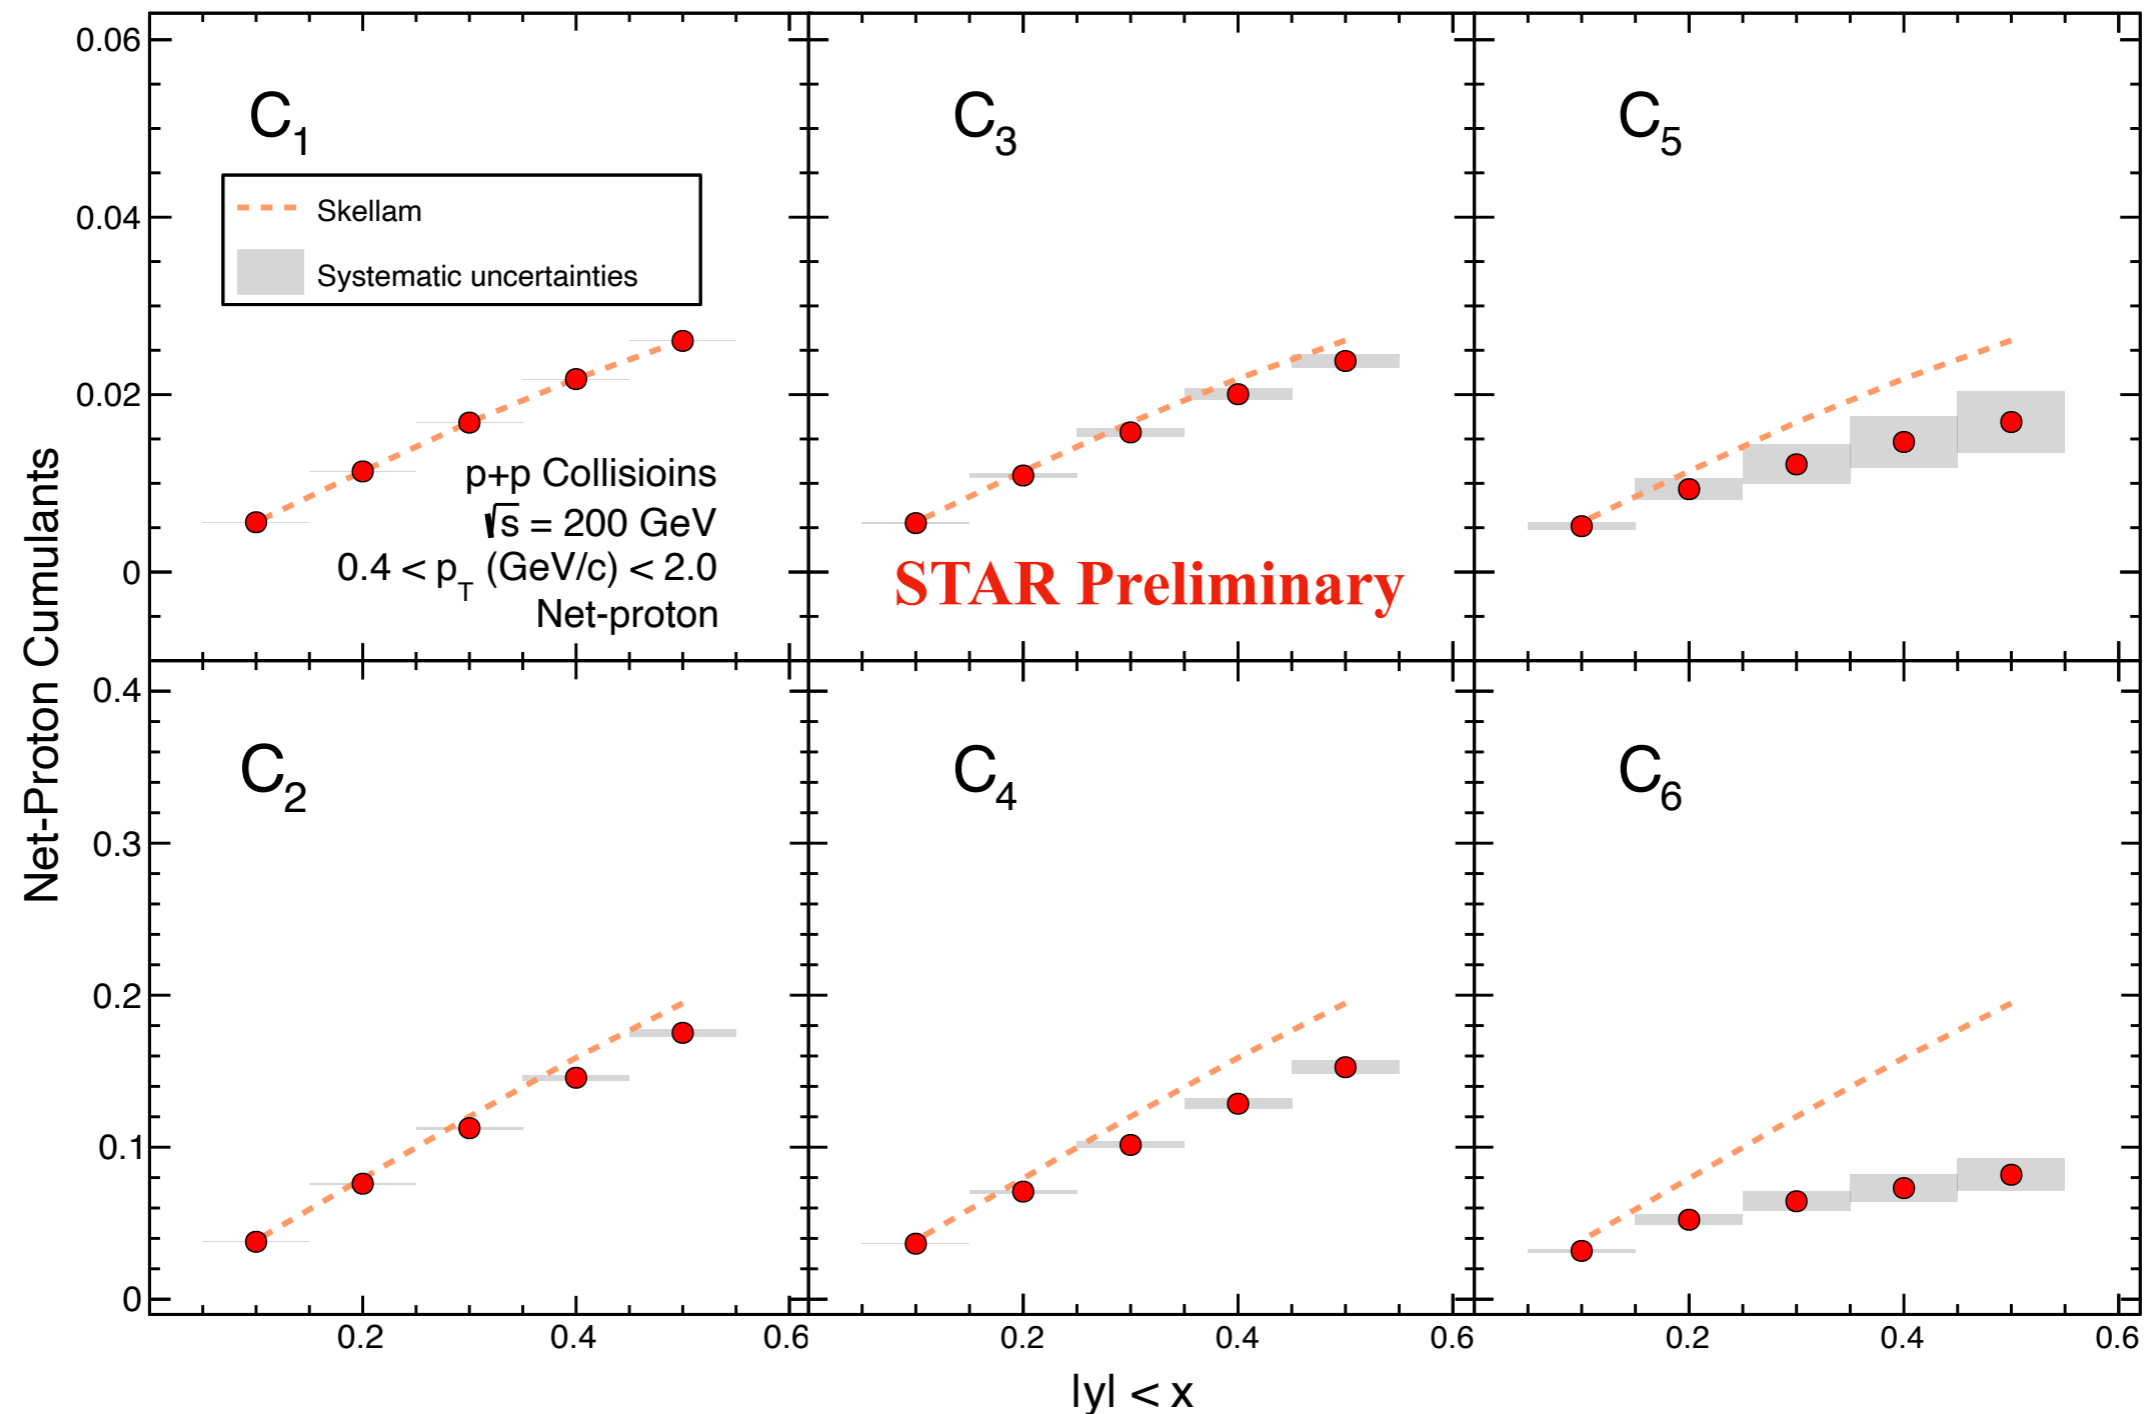 Net-Proton Cumulants
0.06
0.04
0.02
0
C1
Skellam
Systematic uncertainties
p+p Collisioins
√s = 200 GeV
0.4 < pT (GeV/c) < 2.0
Net-proton
C3
STAR Preliminary
C5
0.4
0.3
0.2
0.1
0
C2
C4
C6
0.2 0.4 0.6 0.2 0.4 0.6 0.2 0.4 0.6
|y| < x